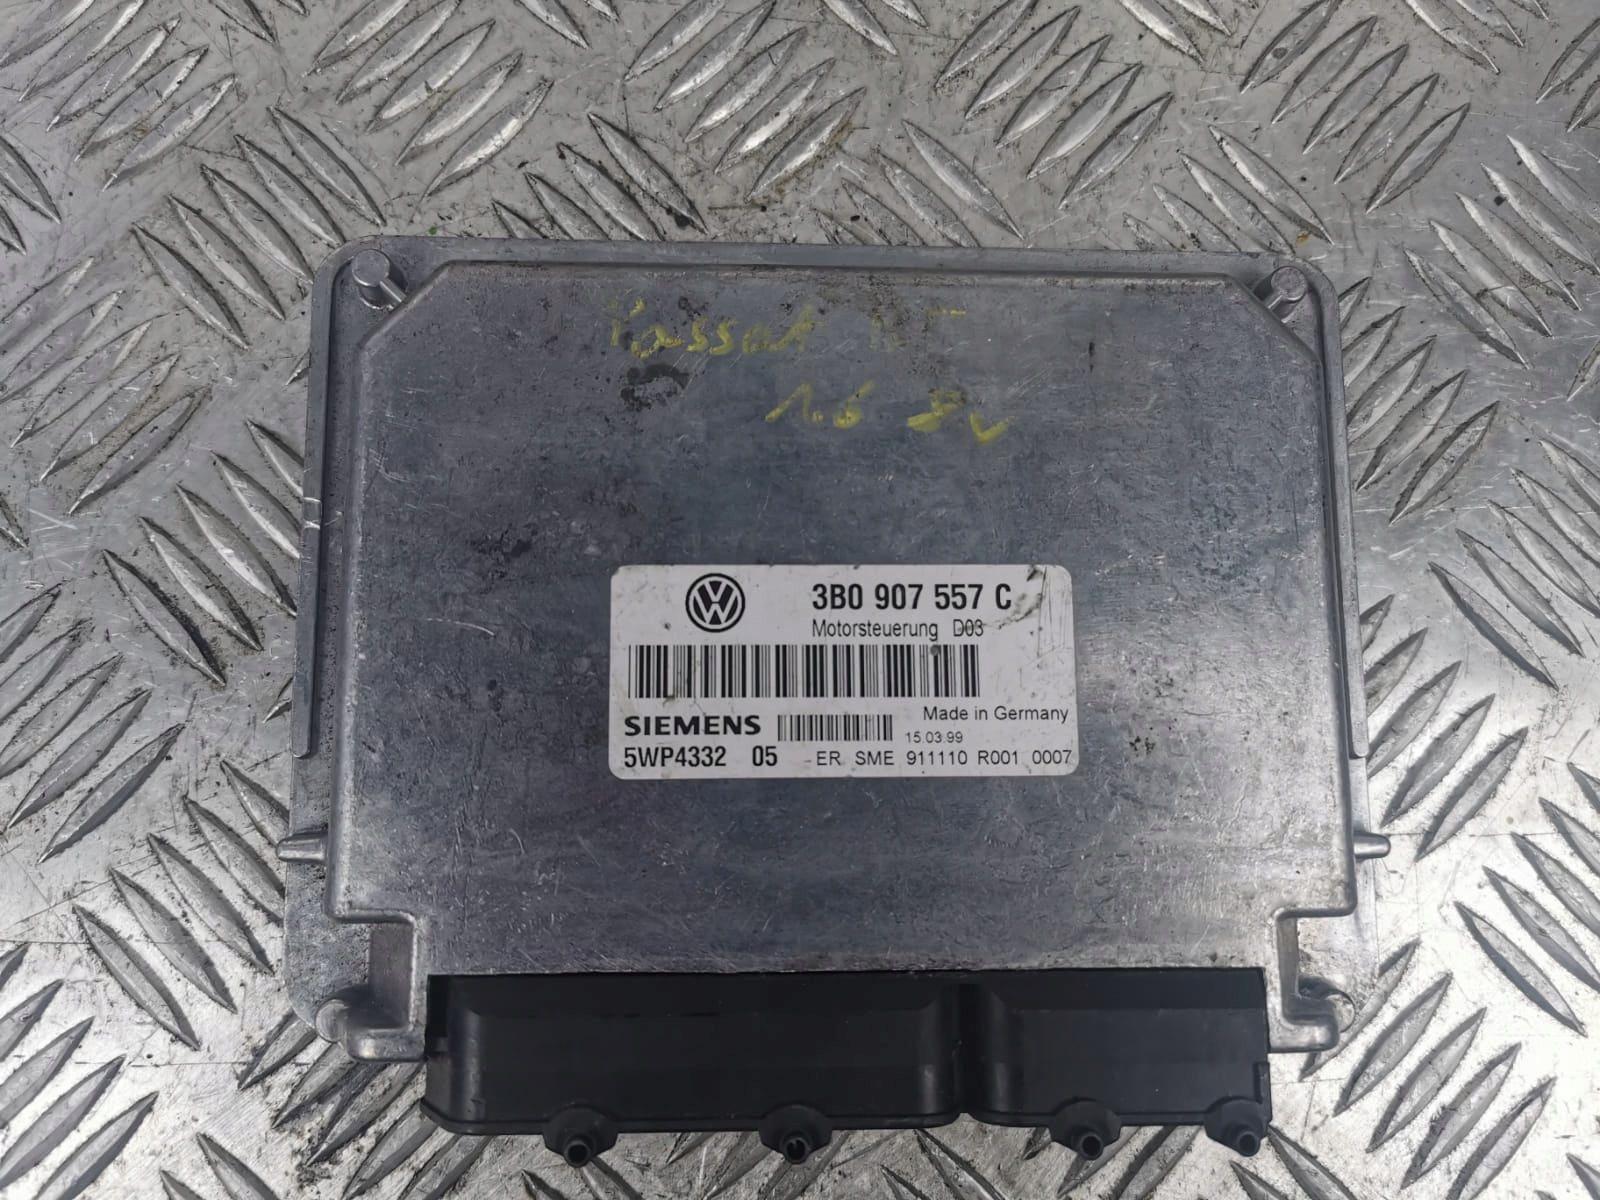 Passat
1.6 8v
3B0 907 557 C
Motorsteuerung D03
SIEMENS
Made in Germany
15.03.99
5WP4332 05
ER SME 911110 R001 0007